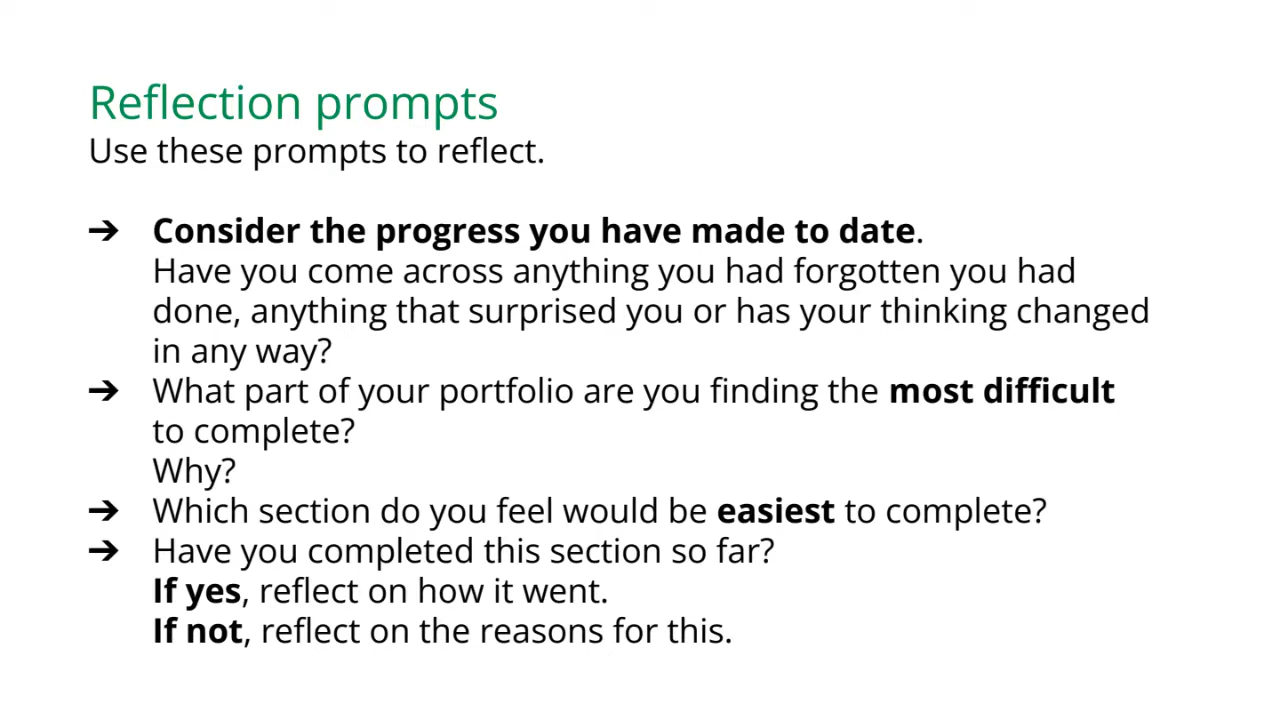 Reflection prompts
Use these prompts to reflect.
➔ Consider the progress you have made to date.
Have you come across anything you had forgotten you had
done, anything that surprised you or has your thinking changed
in any way?
➔ What part of your portfolio are you finding the most difficult
to complete?
Why?
➔ Which section do you feel would be easiest to complete?
➔ Have you completed this section so far?
If yes, reflect on how it went.
If not, reflect on the reasons for this.